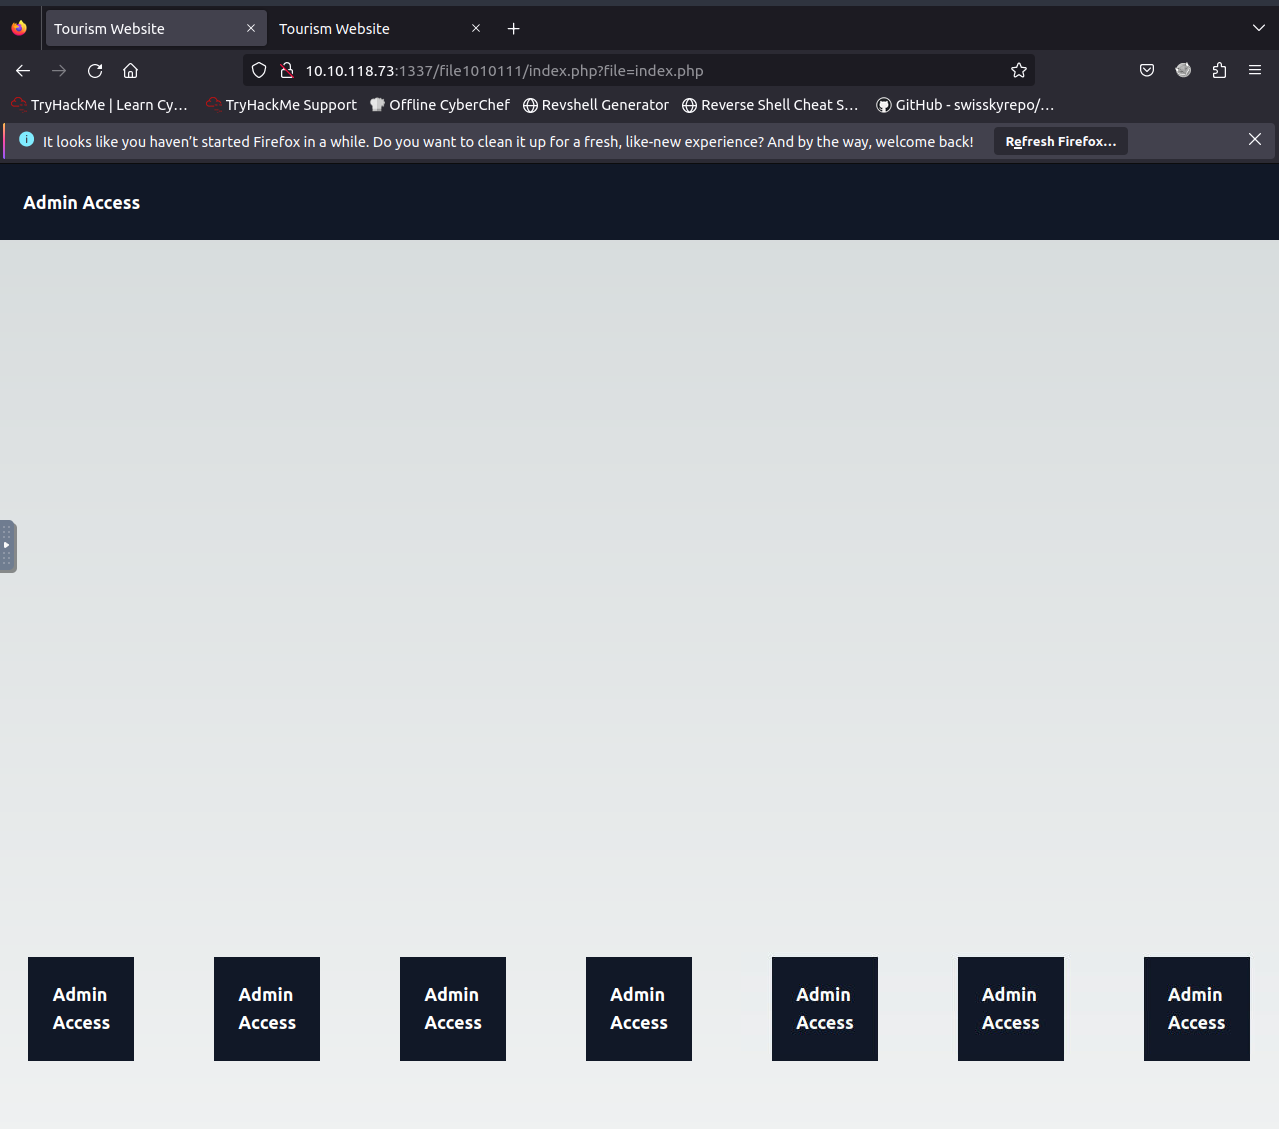 Tourism Website
Tourism Website
10.10.118.73:1337/file1010111/index.php?file=index.php
TryHackMe | Learn Cy…
TryHackMe Support
Offline CyberChef
Revshell Generator
Reverse Shell Cheat S…
GitHub - swisskyrepo/…
It looks like you haven’t started Firefox in a while. Do you want to clean it up for a fresh, like-new experience? And by the way, welcome back!
Refresh Firefox…
Admin Access
Admin
Access
Admin
Access
Admin
Access
Admin
Access
Admin
Access
Admin
Access
Admin
Access